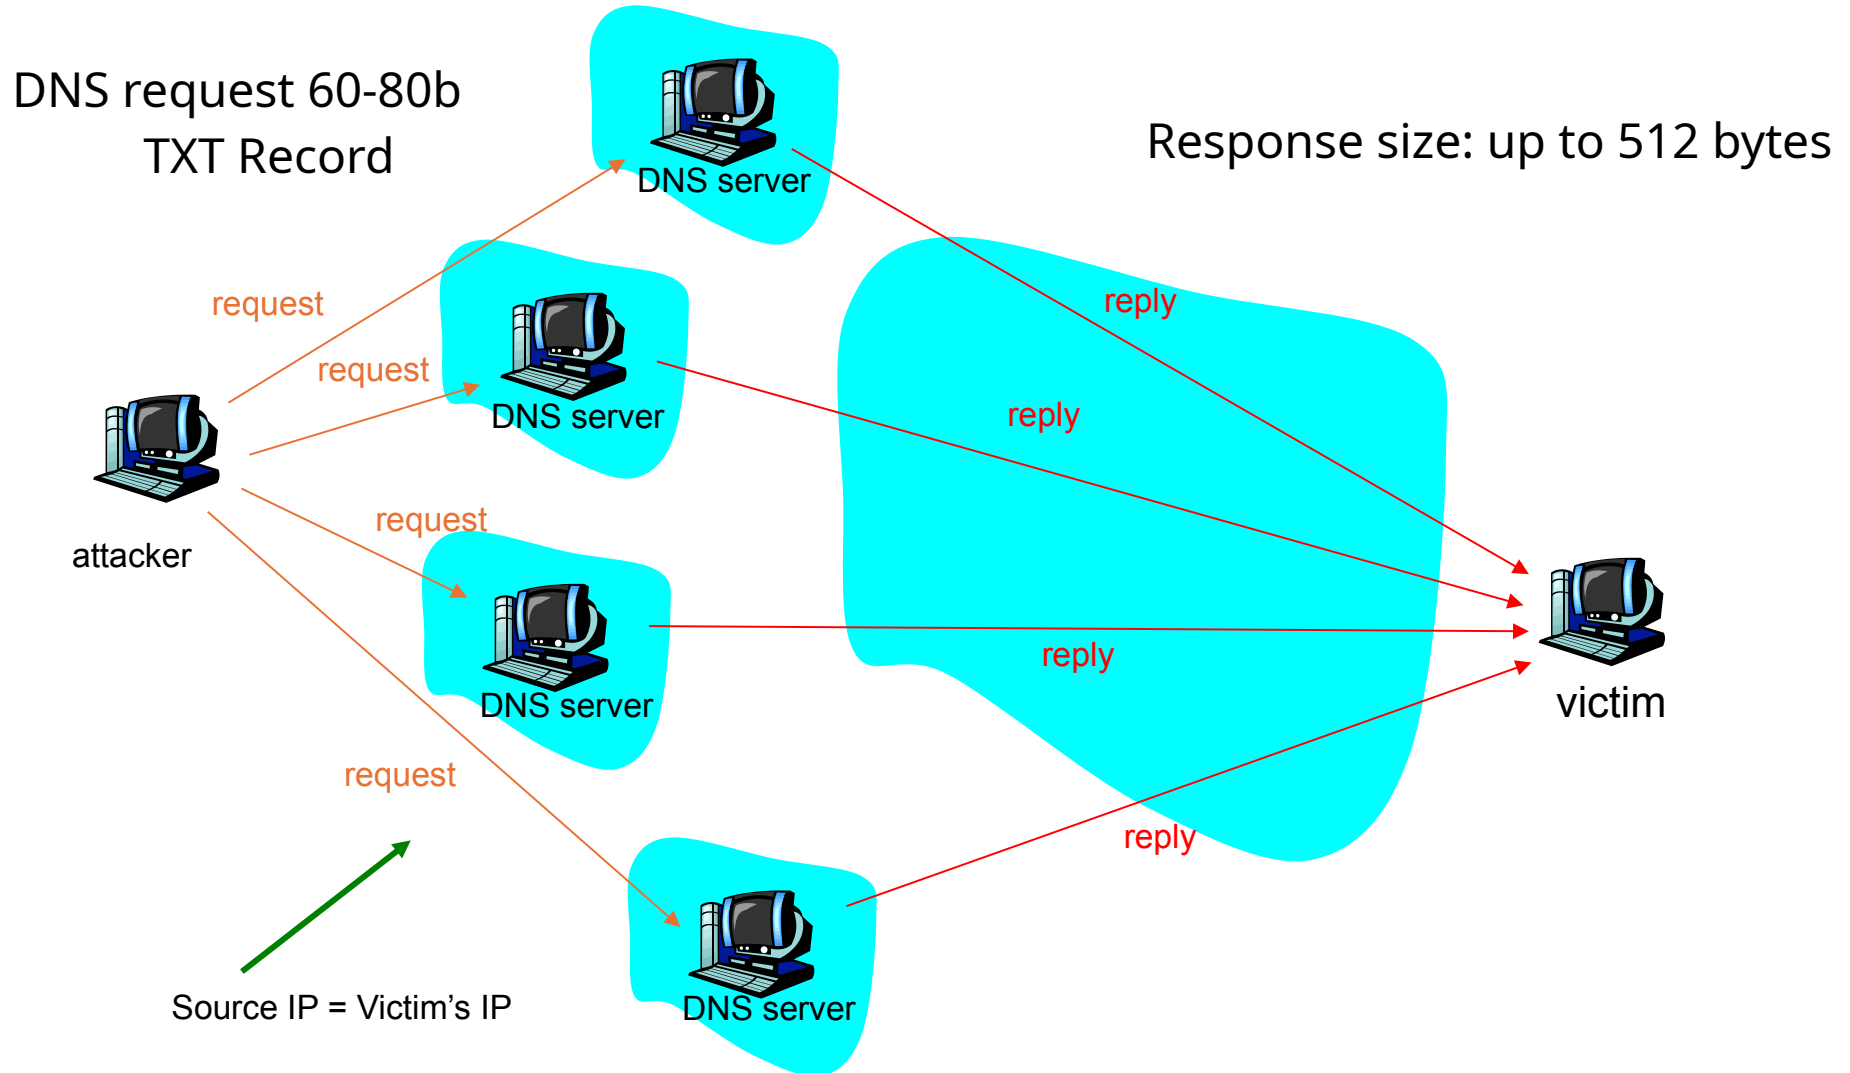 DNS request 60-80b
TXT Record
Response size: up to 512 bytes
DNS server
request
reply
request
DNS server
reply
attacker
request
DNS server
reply
victim
request
reply
DNS server
Source IP = Victim’s IP